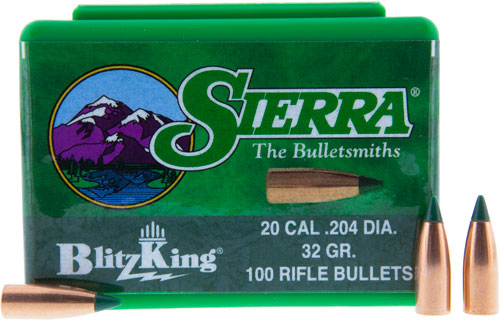 SIERRA®
The Bulletsmiths
BlitzKing®
20 CAL .204 DIA.
32 GR.
100 RIFLE BULLETS